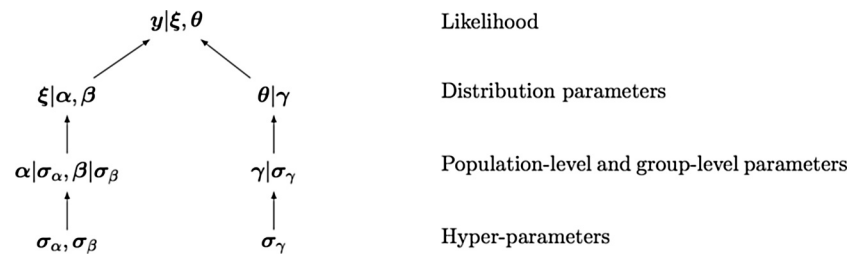 y|ξ, θ Likelihood
ξ|α, β θ|γ Distribution parameters
α|σ_α, β|σ_β γ|σ_γ Population-level and group-level parameters
σ_α, σ_β σ_γ Hyper-parameters